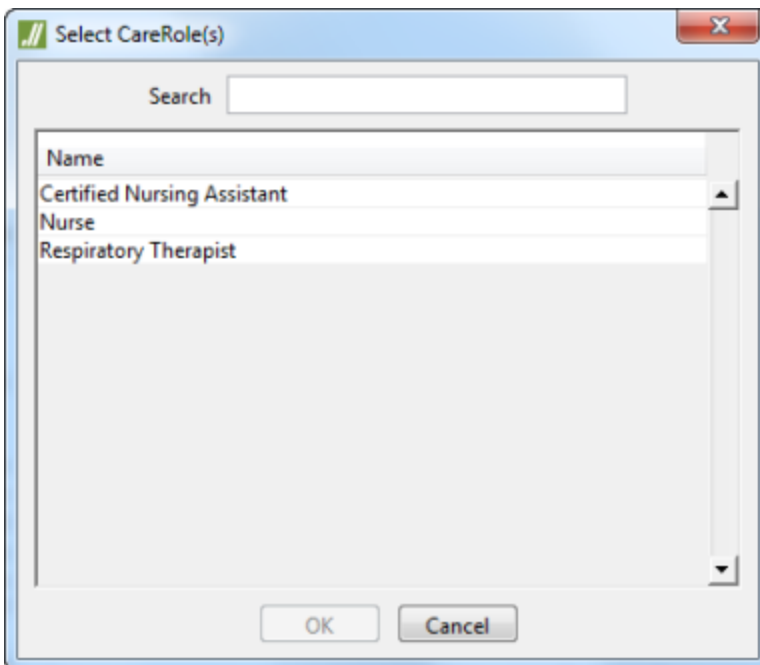 Select CareRole(s)
Search
Name
Certified Nursing Assistant
Nurse
Respiratory Therapist
OK
Cancel